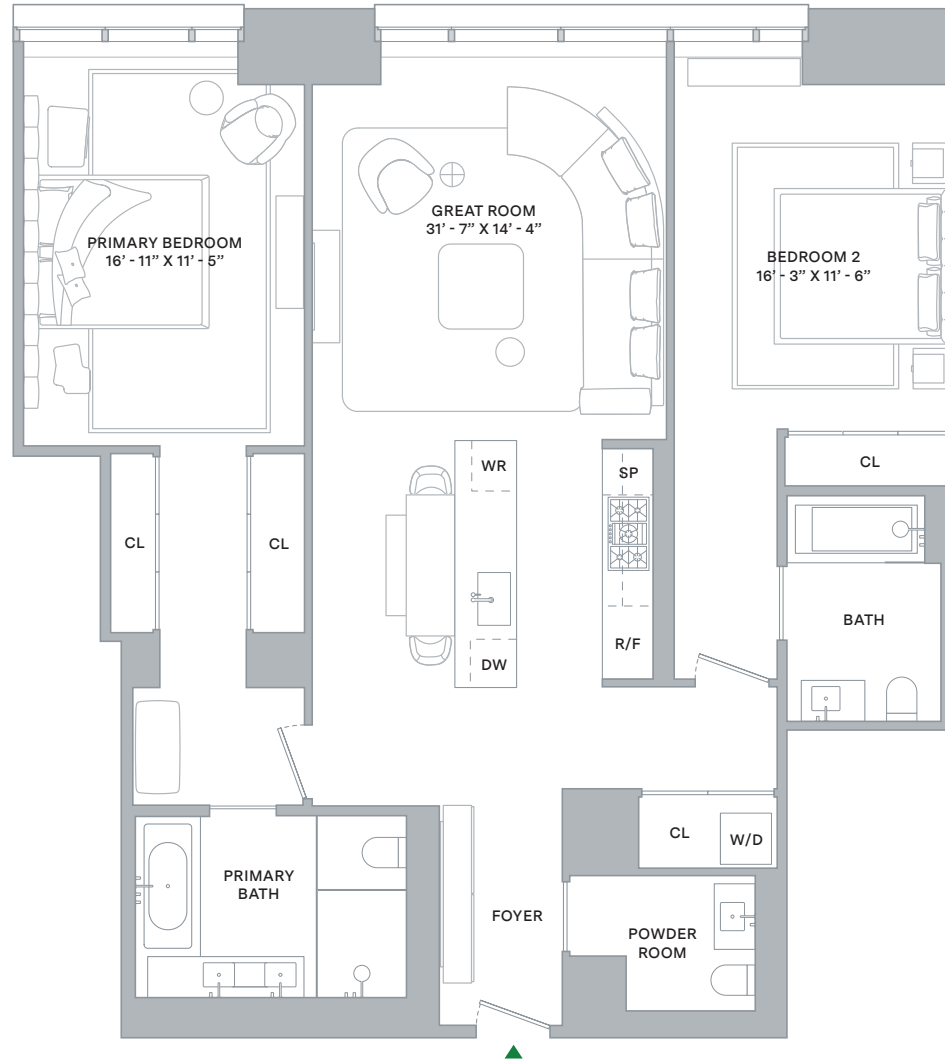 GREAT ROOM
31’ - 7” X 14’ - 4”
PRIMARY BEDROOM
16’ - 11” X 11’ - 5”
BEDROOM 2
16’ - 3” X 11’ - 6”
WR
SP
CL
CL
CL
BATH
R/F
DW
CL
W/D
PRIMARY
BATH
FOYER
POWDER
ROOM